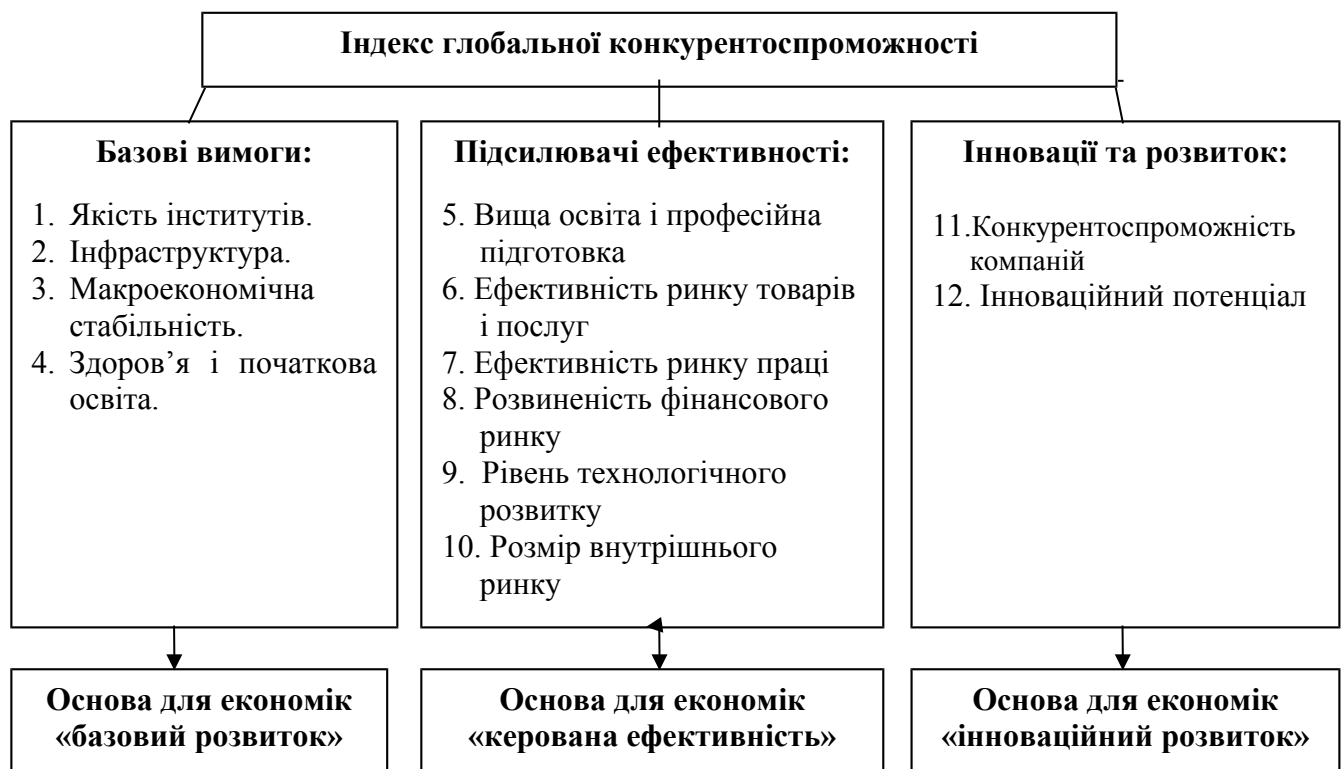 Індекс глобальної конкурентоспроможності
Базові вимоги:
1. Якість інститутів.
2. Інфраструктура.
3. Макроекономічна
стабільність.
4. Здоров’я і початкова
освіта.
Підсилювачі ефективності:
5. Вища освіта і професійна
підготовка
6. Ефективність ринку товарів
і послуг
7. Ефективність ринку праці
8. Розвиненість фінансового
ринку
9. Рівень технологічного
розвитку
10. Розмір внутрішнього
ринку
Інновації та розвиток:
11.Конкурентоспроможність
компаній
12. Інноваційний потенціал
Основа для економік
«базовий розвиток»
Основа для економік
«керована ефективність»
Основа для економік
«інноваційний розвиток»